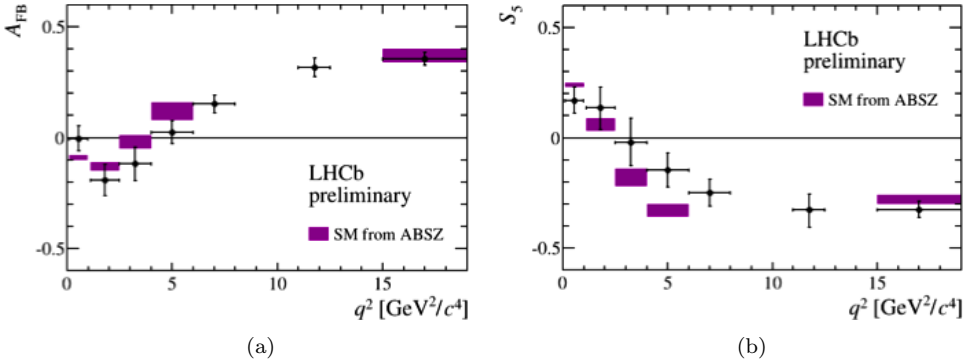 A_FB
0.5
0
-0.5
LHCb
preliminary
SM from ABSZ
0 5 10 15
q² [GeV²/c⁴]
(a)
S₅
0.5
0
-0.5
LHCb
preliminary
SM from ABSZ
0 5 10 15
q² [GeV²/c⁴]
(b)